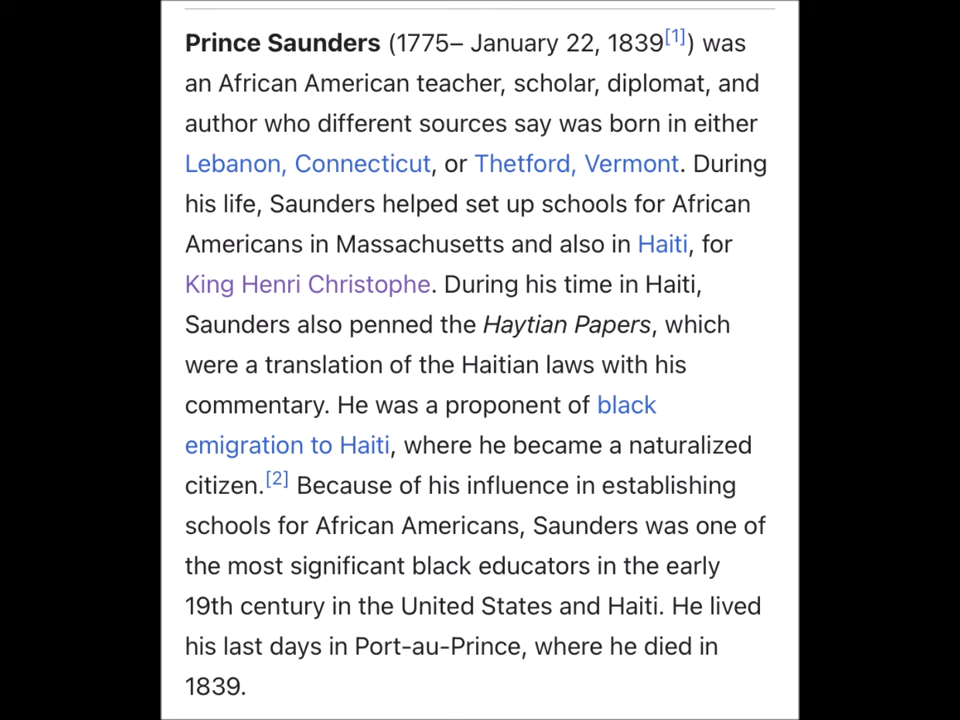 Prince Saunders (1775– January 22, 1839[1]) was
an African American teacher, scholar, diplomat, and
author who different sources say was born in either
Lebanon, Connecticut, or Thetford, Vermont. During
his life, Saunders helped set up schools for African
Americans in Massachusetts and also in Haiti, for
King Henri Christophe. During his time in Haiti,
Saunders also penned the Haytian Papers, which
were a translation of the Haitian laws with his
commentary. He was a proponent of black
emigration to Haiti, where he became a naturalized
citizen.[2] Because of his influence in establishing
schools for African Americans, Saunders was one of
the most significant black educators in the early
19th century in the United States and Haiti. He lived
his last days in Port-au-Prince, where he died in
1839.